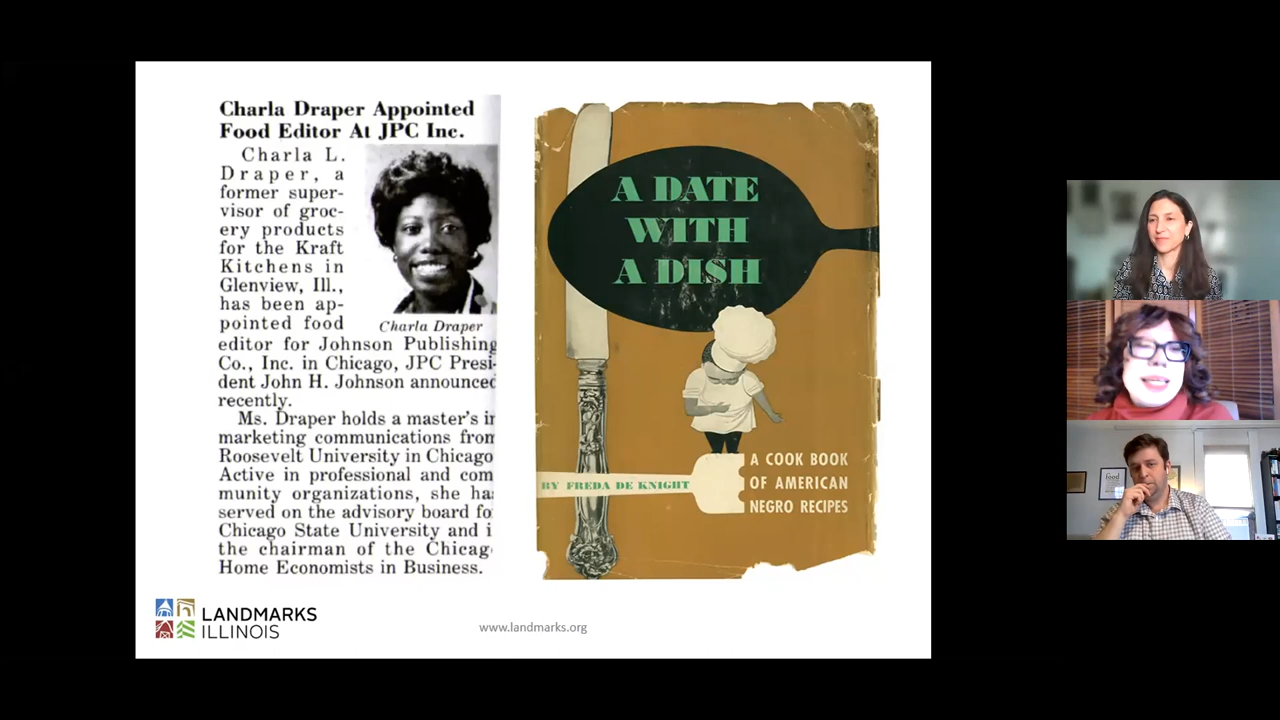 Charla Draper Appointed
Food Editor At JPC Inc.
Charla L.
Draper, a
former super-
visor of groc-
ery products
for the Kraft
Kitchens in
Glenview, Ill.,
has been ap-
pointed food
Charla Draper
editor for Johnson Publishing
Co., Inc. in Chicago, JPC Presi-
dent John H. Johnson announced
recently.
Ms. Draper holds a master's in
marketing communications from
Roosevelt University in Chicago
Active in professional and com
munity organizations, she has
served on the advisory board fo
Chicago State University and i
the chairman of the Chicag
Home Economists in Business.
A DATE
WITH
A DISH
BY FREDA DE KNIGHT
A COOK BOOK
OF AMERICAN
NEGRO RECIPES
LANDMARKS
ILLINOIS
www.landmarks.org
food